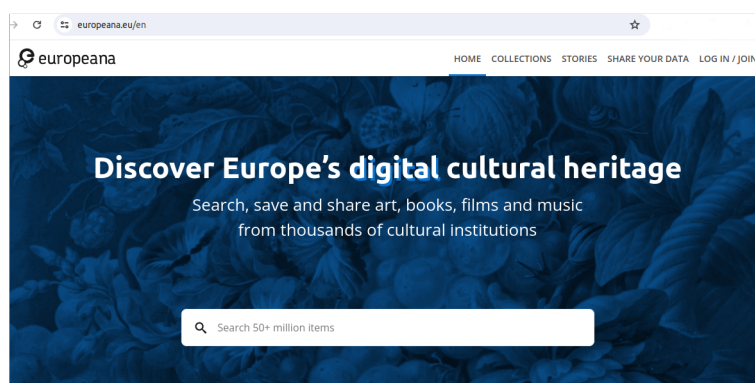 europeana.eu/en
europeana
HOME COLLECTIONS STORIES SHARE YOUR DATA LOG IN / JOIN
Discover Europe's digital cultural heritage
Search, save and share art, books, films and music
from thousands of cultural institutions
Search 50+ million items